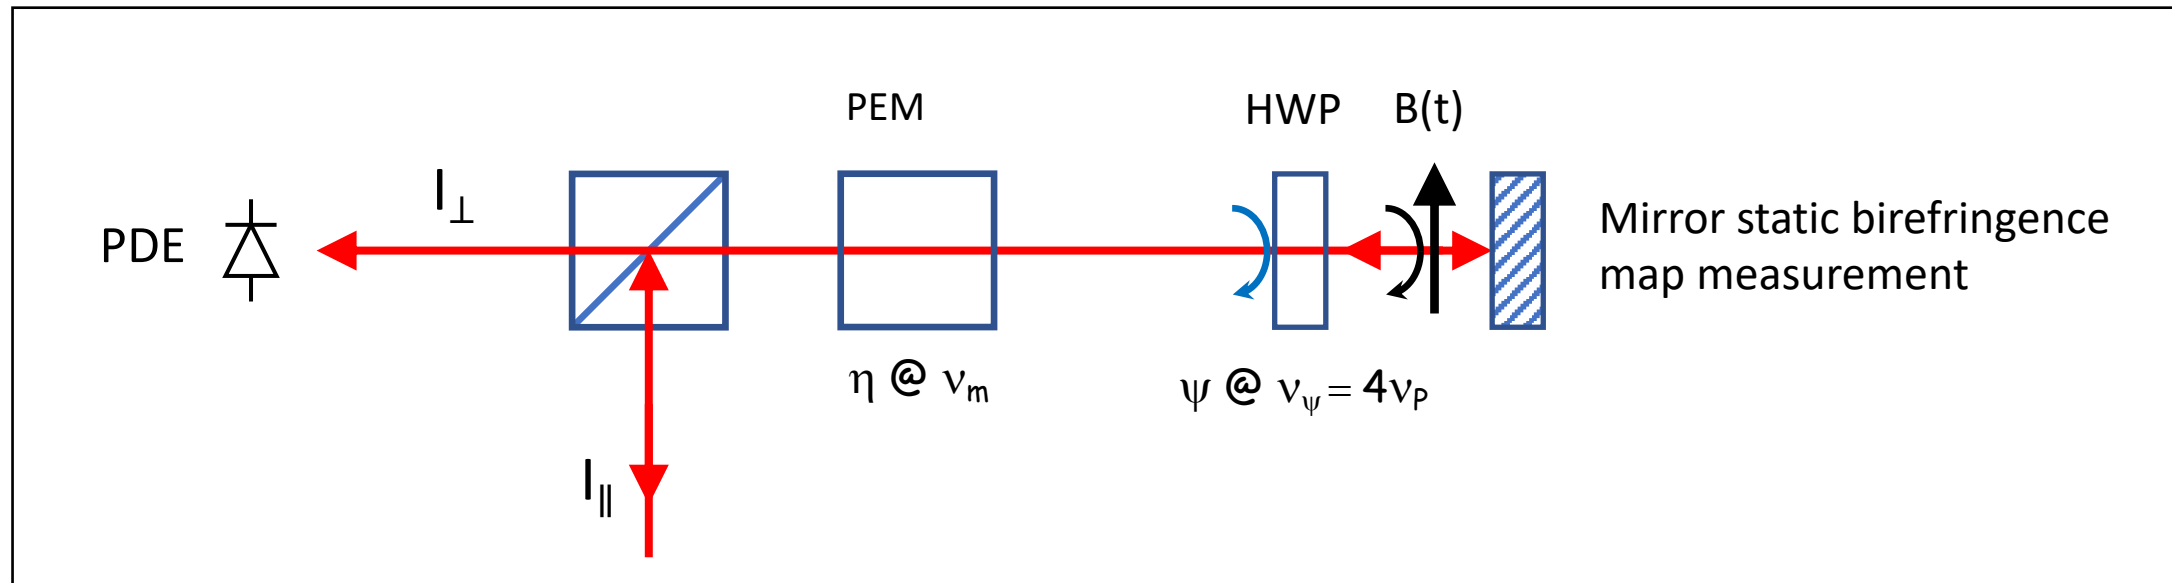 PEM
HWP
B(t)
I⊥
PDE
Mirror static birefringence
map measurement
η @ νm
ψ @ νψ = 4νP
I||